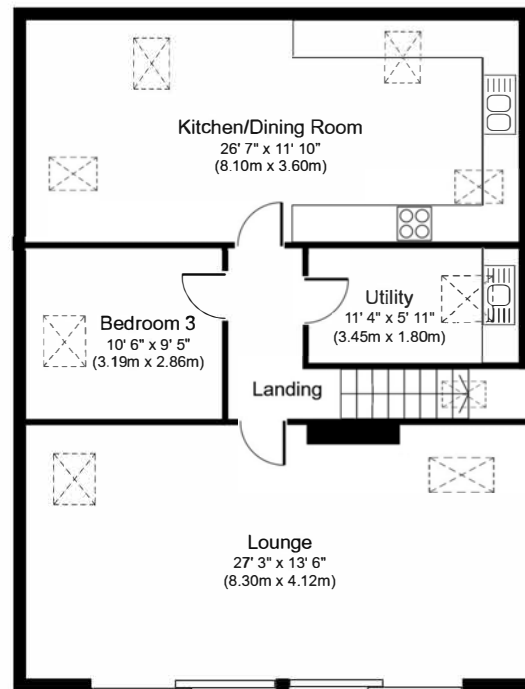 Kitchen/Dining Room
26' 7" x 11' 10"
(8.10m x 3.60m)
Bedroom 3
10' 6" x 9' 5"
(3.19m x 2.86m)
Utility
11' 4" x 5' 11"
(3.45m x 1.80m)
Landing
Lounge
27' 3" x 13' 6"
(8.30m x 4.12m)